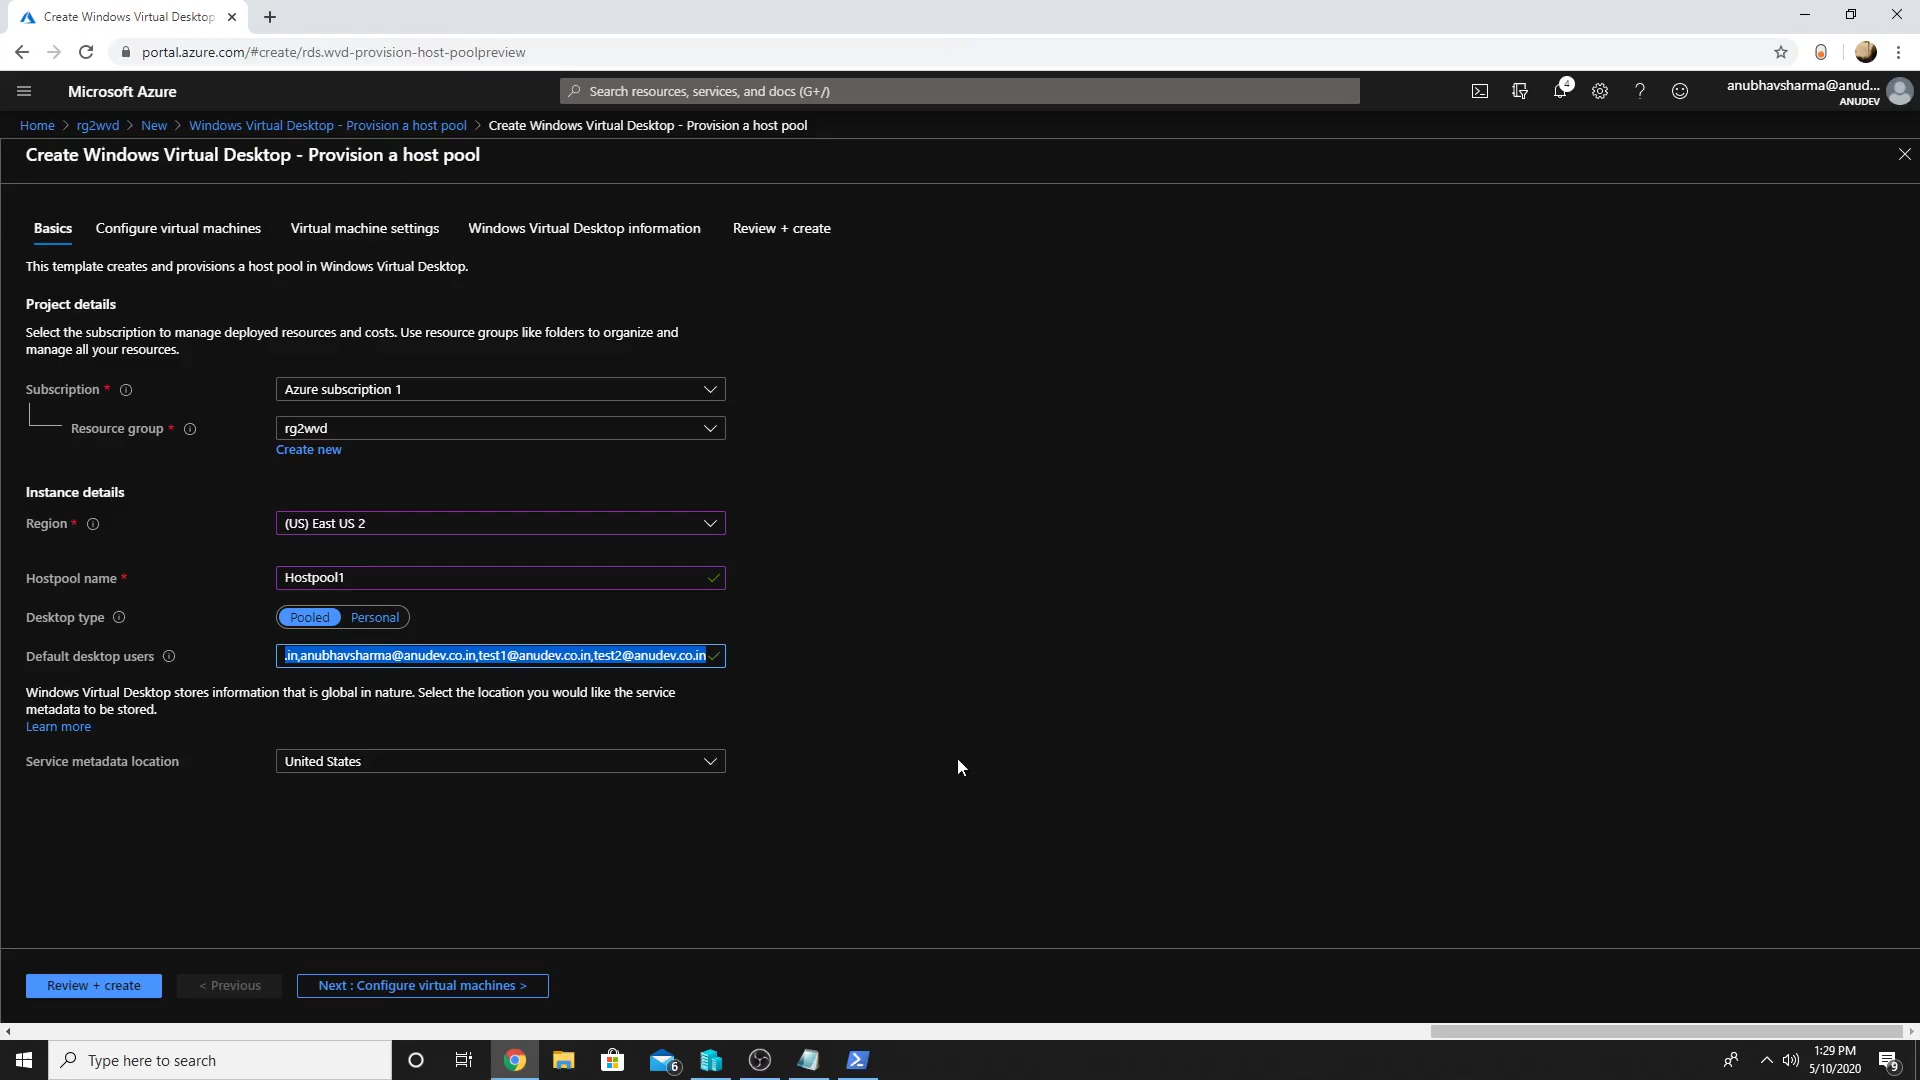 Create Windows Virtual Desktop
portal.azure.com/#create/rds.wvd-provision-host-poolpreview
Microsoft Azure
Search resources, services, and docs (G+/)
4
anubhavsharma@anud...
ANUDEV
Home > rg2wvd > New > Windows Virtual Desktop - Provision a host pool > Create Windows Virtual Desktop - Provision a host pool
Create Windows Virtual Desktop - Provision a host pool
Basics Configure virtual machines Virtual machine settings Windows Virtual Desktop information Review + create
This template creates and provisions a host pool in Windows Virtual Desktop.
Project details
Select the subscription to manage deployed resources and costs. Use resource groups like folders to organize and
manage all your resources.
Subscription * Azure subscription 1
Resource group * rg2wvd
Create new
Instance details
Region * (US) East US 2
Hostpool name * Hostpool1
Desktop type Pooled Personal
Default desktop users .in,anubhavsharma@anudev.co.in,test1@anudev.co.in,test2@anudev.co.in
Windows Virtual Desktop stores information that is global in nature. Select the location you would like the service
metadata to be stored.
Learn more
Service metadata location United States
Review + create < Previous Next : Configure virtual machines >
Type here to search
6
1:29 PM
5/10/2020
9